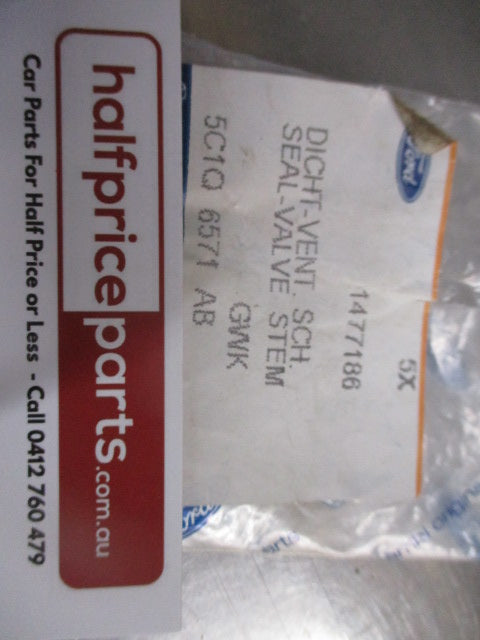 Ford
5X
1477186
DICHT-VENT. SCH.
SEAL-VALVE STEM
GWK
5C1Q 6571 AB
halfpriceparts.com.au
Car Parts For Half Price or Less - Call 0412 760 479